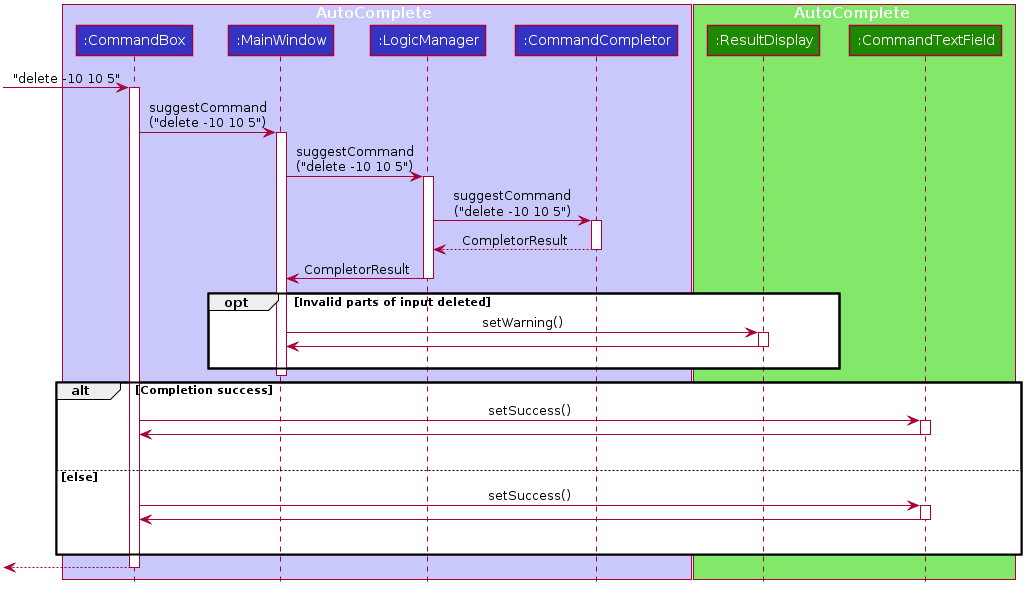 AutoComplete
AutoComplete
:CommandBox
:MainWindow
:LogicManager
:CommandCompletor
:ResultDisplay
:CommandTextField
"delete -10 10 5"
suggestCommand
("delete -10 10 5")
suggestCommand
("delete -10 10 5")
suggestCommand
("delete -10 10 5")
CompletorResult
CompletorResult
opt
[Invalid parts of input deleted]
setWarning()
alt
[Completion success]
setSuccess()
[else]
setSuccess()